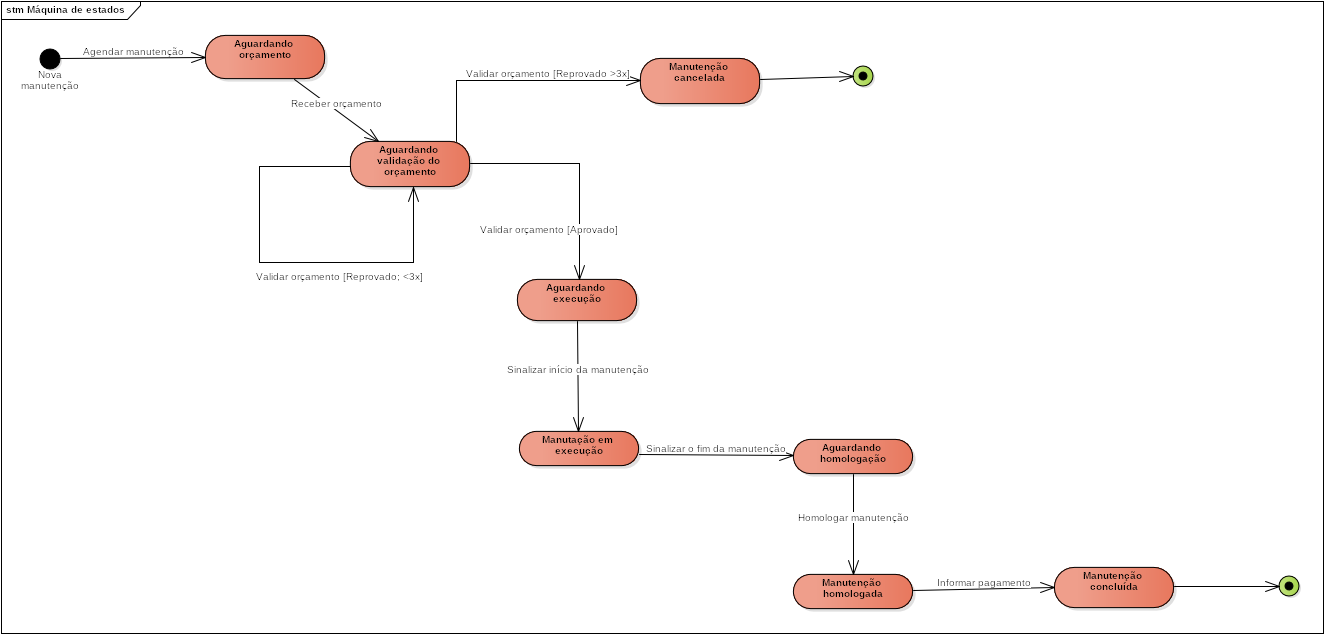 stm Máquina de estados
Nova
manutenção
Agendar manutenção
Aguardando
orçamento
Receber orçamento
Validar orçamento [Reprovado >3x]
Manutenção
cancelada
Aguardando
validação do
orçamento
Validar orçamento [Reprovado; <3x]
Validar orçamento [Aprovado]
Aguardando
execução
Sinalizar início da manutenção
Manutação em
execução
Sinalizar o fim da manutenção
Aguardando
homologação
Homologar manutenção
Manutenção
homologada
Informar pagamento
Manutenção
concluída